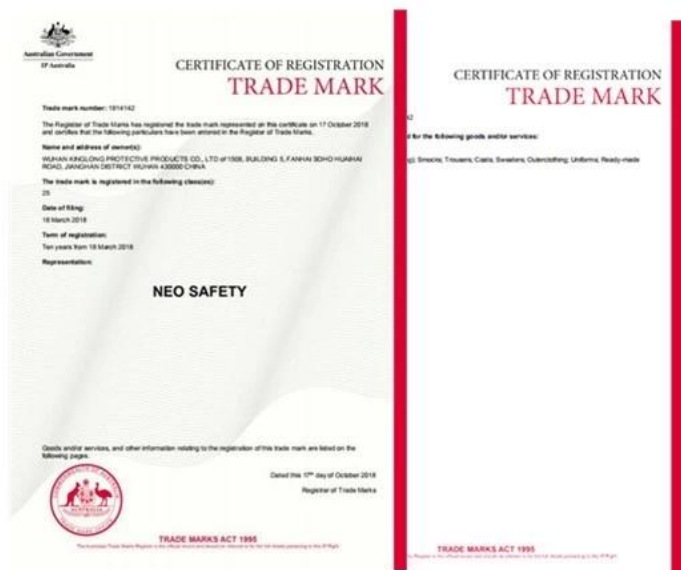 Australian Government
IP Australia
CERTIFICATE OF REGISTRATION
TRADE MARK
Trade mark number: 1914142
The Registrar of Trade Marks has registered the trade mark represented on this certificate on 17 October 2018
and certifies that the following particulars have been entered in the Register of Trade Marks.
Name and address of owner(s):
WUHAN KINGLONG PROTECTIVE PRODUCTS CO., LTD of 1508, BUILDING 5, FANHAI SOHO HUAIHAI
ROAD, JIANGHAN DISTRICT WUHAN 430000 CHINA
The trade mark is registered in the following class(es):
25
Date of filing:
18 March 2018
Term of registration:
Ten years from 18 March 2018
Representation:
NEO SAFETY
Goods and/or services, and other information relating to the registration of this trade mark are listed on the
following pages.
Dated this 17th day of October 2018
Registrar of Trade Marks
AUSTRALIA
TRADE MARKS ACT 1995
CERTIFICATE OF REGISTRATION
TRADE MARK
for the following goods and/or services:
Smocks; Trousers; Coats; Sweaters; Outerclothing; Uniforms; Ready-made
TRADE MARKS ACT 1995